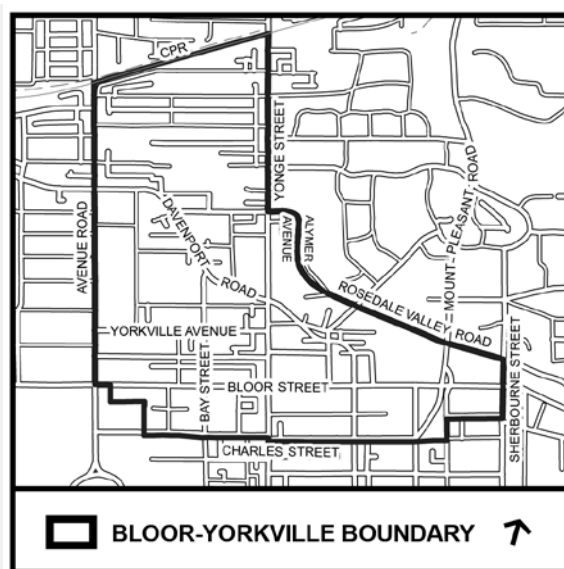 CPR
YONGE STREET
MOUNT PLEASANT ROAD
AVENUE ROAD
DAVENPORT
ROAD
ALYMER
AVENUE
ROSEDALE VALLEY ROAD
YORKVILLE AVENUE
BAY STREET
BLOOR STREET
SHERBOURNE STREET
CHARLES STREET
BLOOR-YORKVILLE BOUNDARY